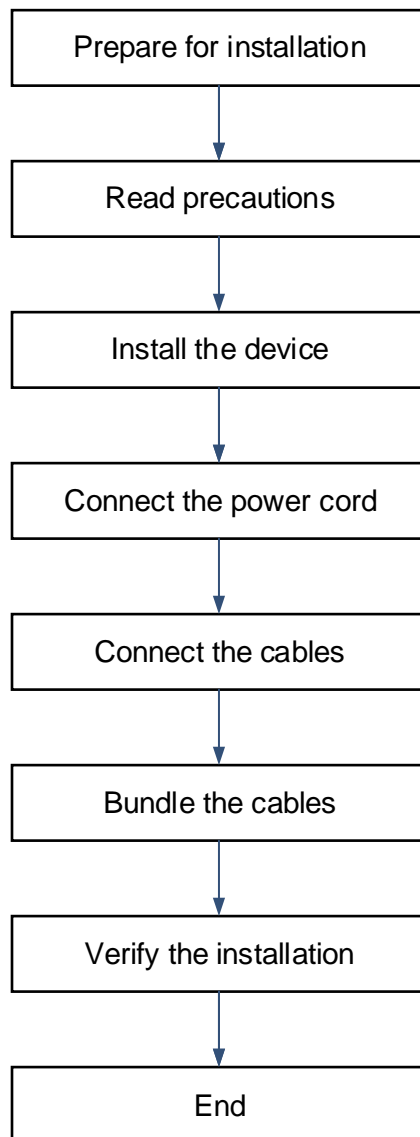 Prepare for installation
Read precautions
Install the device
Connect the power cord
Connect the cables
Bundle the cables
Verify the installation
End